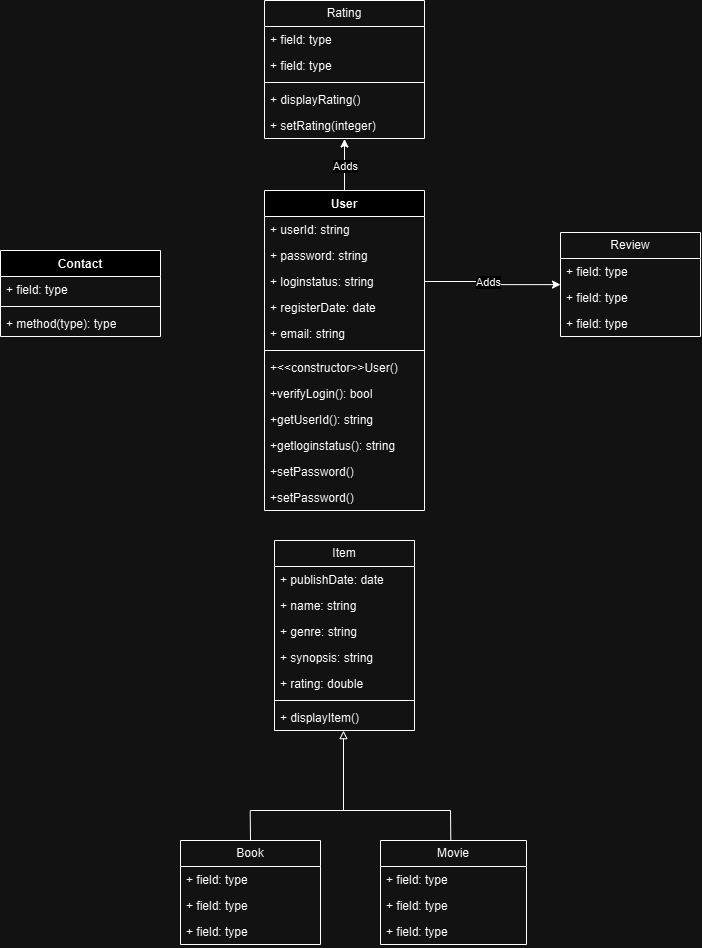 Rating
+ field: type
+ field: type
+ displayRating()
+ setRating(integer)
Adds
User
+ userId: string
+ password: string
+ loginstatus: string
+ registerDate: date
+ email: string
+<<constructor>>User()
+verifyLogin(): bool
+getUserId(): string
+getloginstatus(): string
+setPassword()
+setPassword()
Adds
Review
+ field: type
+ field: type
+ field: type
Contact
+ field: type
+ method(type): type
Item
+ publishDate: date
+ name: string
+ genre: string
+ synopsis: string
+ rating: double
+ displayItem()
Book
+ field: type
+ field: type
+ field: type
Movie
+ field: type
+ field: type
+ field: type